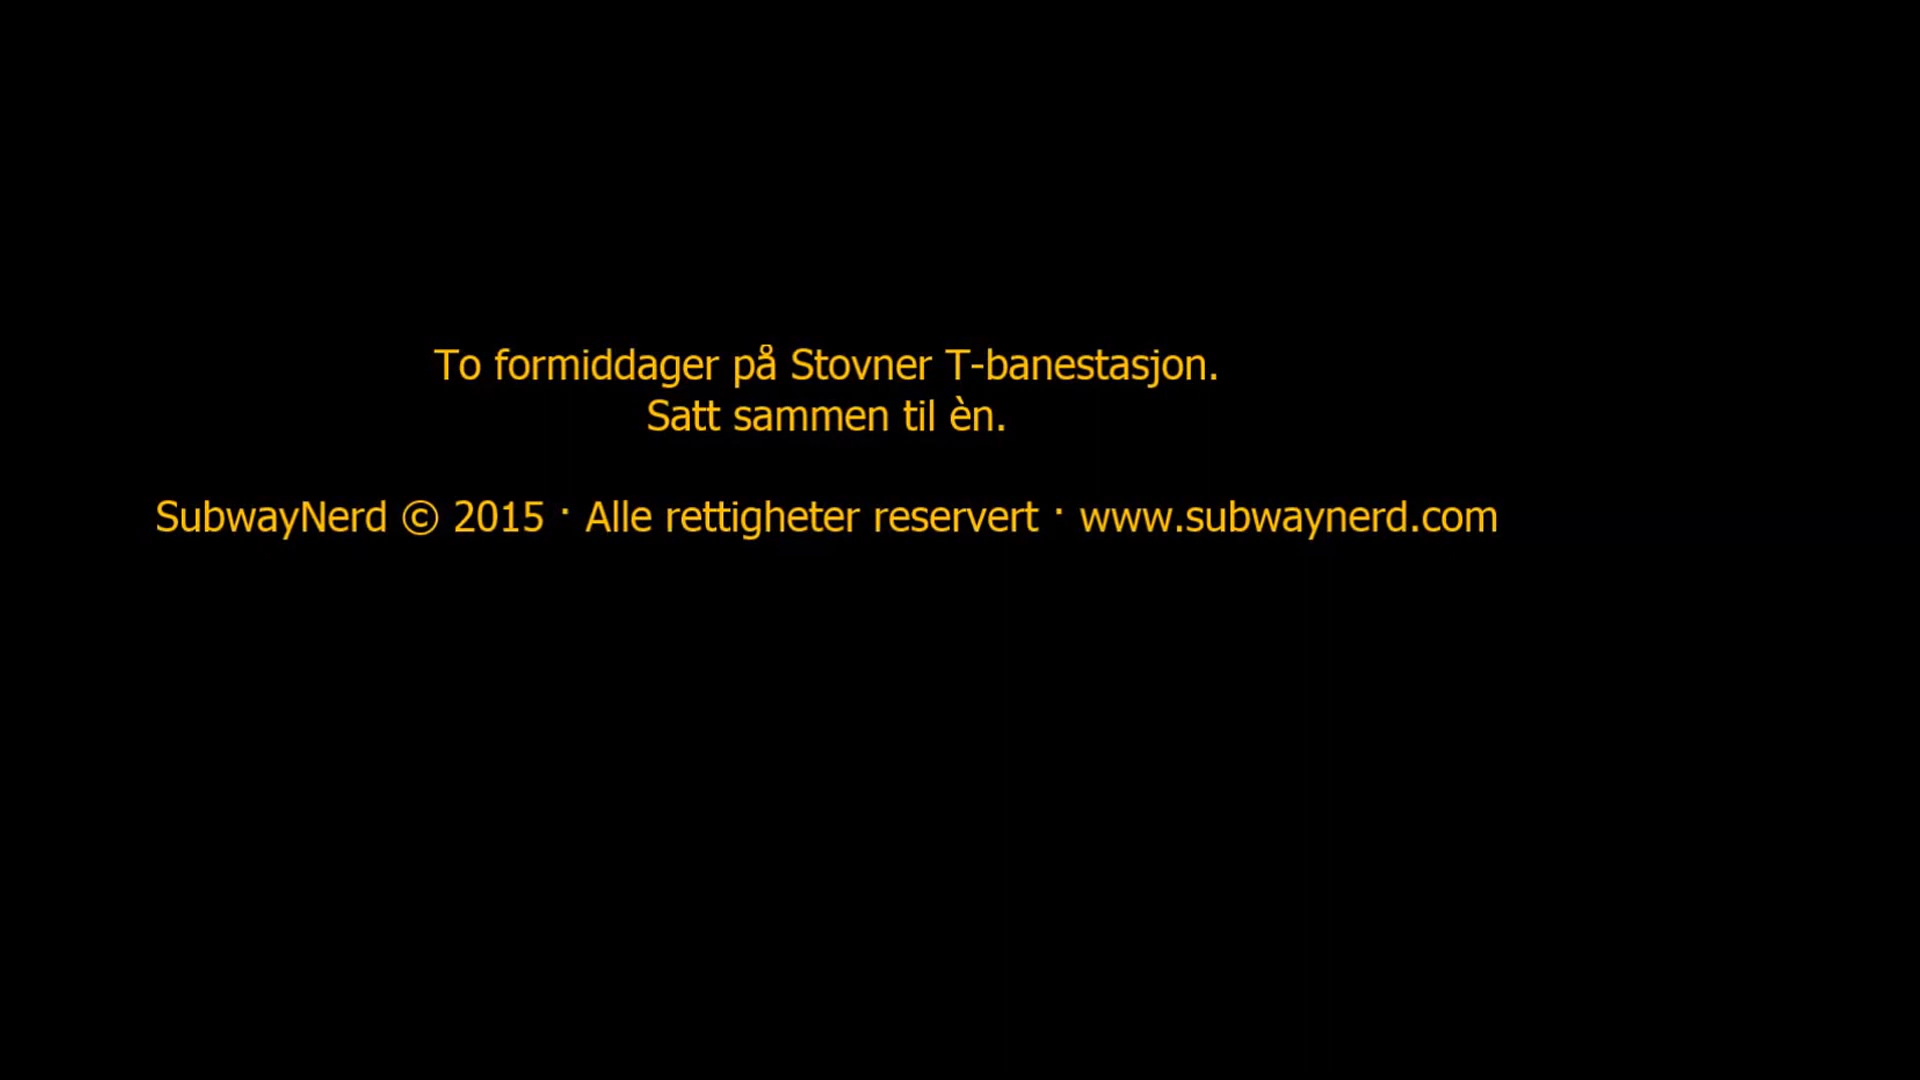 To formiddager på Stovner T-banestasjon.
Satt sammen til èn.
SubwayNerd © 2015 · Alle rettigheter reservert · www.subwaynerd.com